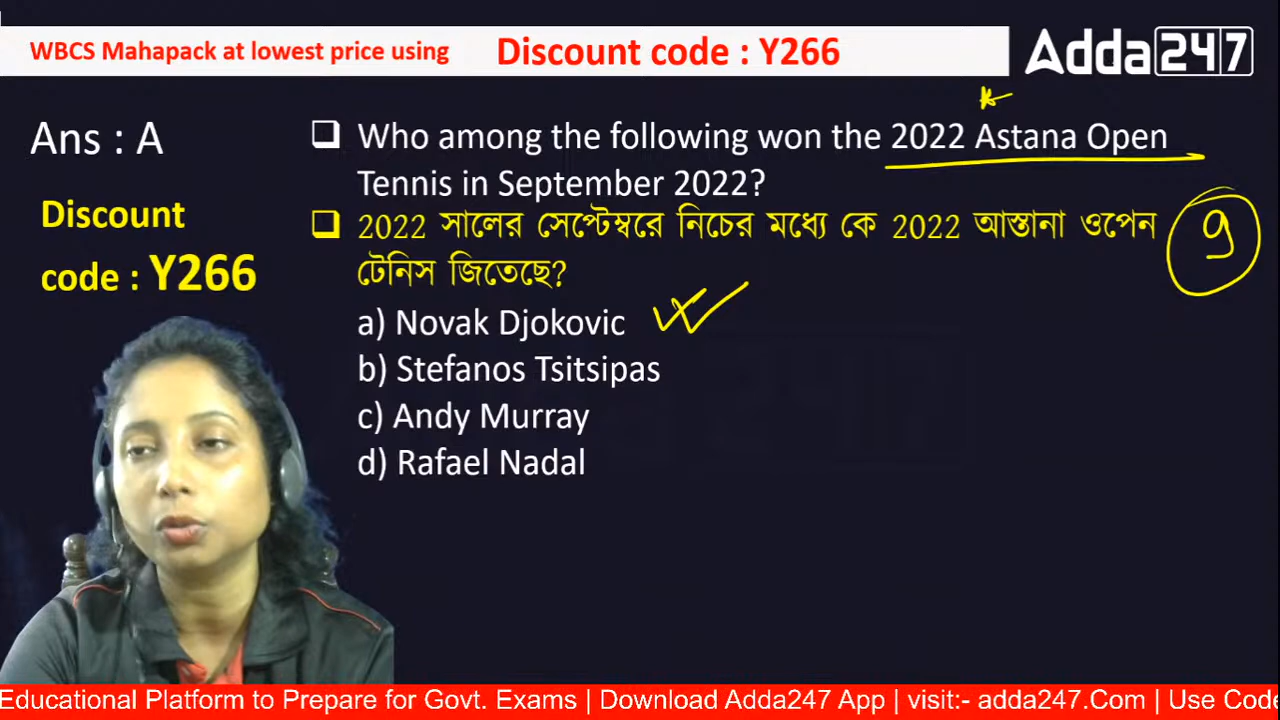 WBCS Mahapack at lowest price using Discount code : Y266
Adda247
Ans : A
Discount
code : Y266
Who among the following won the 2022 Astana Open
Tennis in September 2022?
2022 সালের সেপ্টেম্বরে নিচের মধ্যে কে 2022 আস্তানা ওপেন
টেনিস জিতেছে?
9
a) Novak Djokovic
b) Stefanos Tsitsipas
c) Andy Murray
d) Rafael Nadal
Educational Platform to Prepare for Govt. Exams | Download Adda247 App | visit:- adda247.Com | Use Code